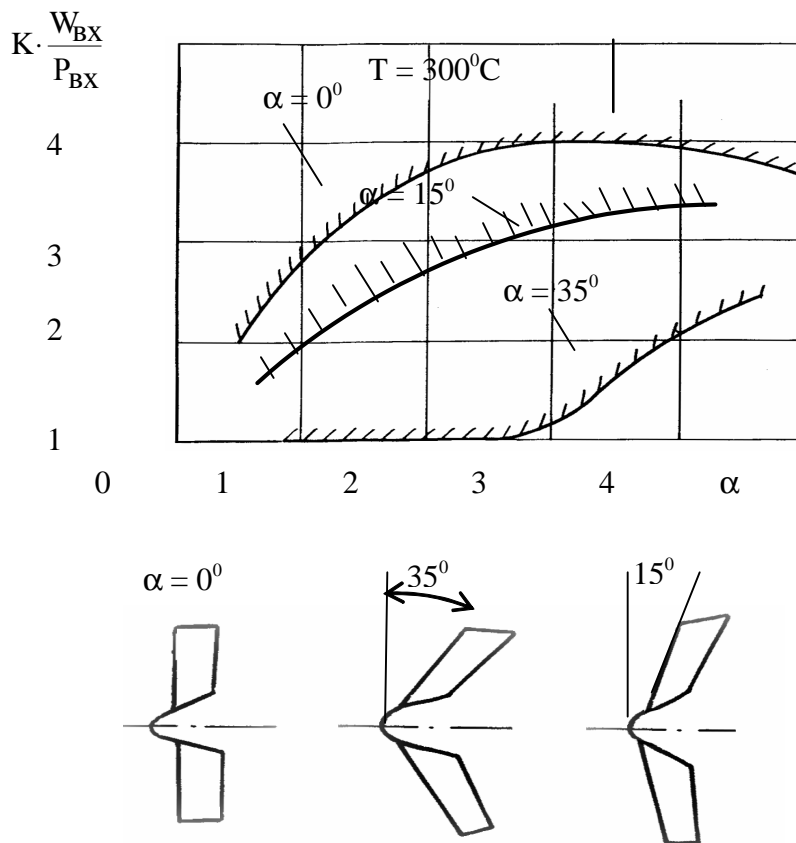 K· W_BX / P_BX
T = 300⁰C
α = 0⁰
4
α = 15⁰
3
α = 35⁰
2
1
0 1 2 3 4 α
α = 0⁰ 35⁰ 15⁰